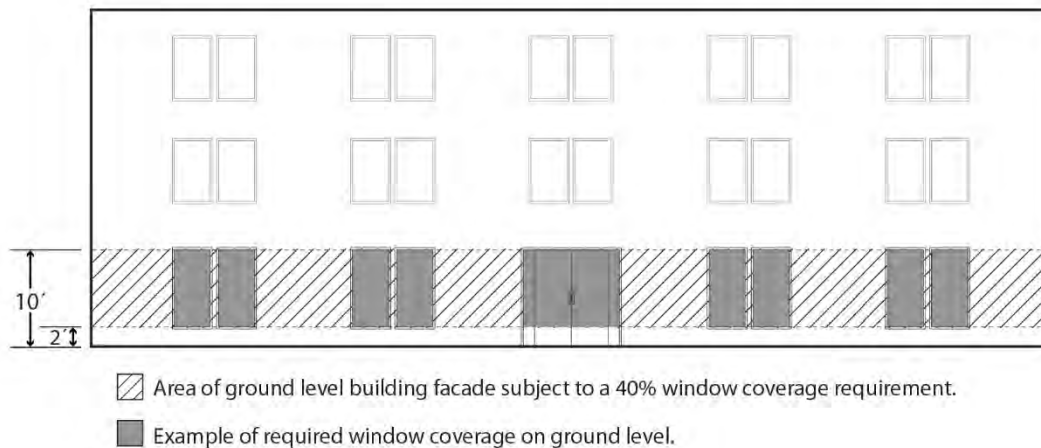 10´
2´
Area of ground level building facade subject to a 40% window coverage requirement.
Example of required window coverage on ground level.